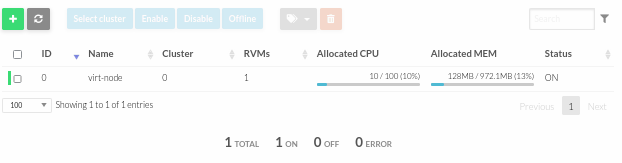 Select cluster Enable Disable Offline Search
ID Name Cluster RVMs Allocated CPU Allocated MEM Status
0 virt-node 0 1 10 / 100 (10%) 128MB / 972.1MB (13%) ON
100 Showing 1 to 1 of 1 entries Previous 1 Next
1 TOTAL 1 ON 0 OFF 0 ERROR